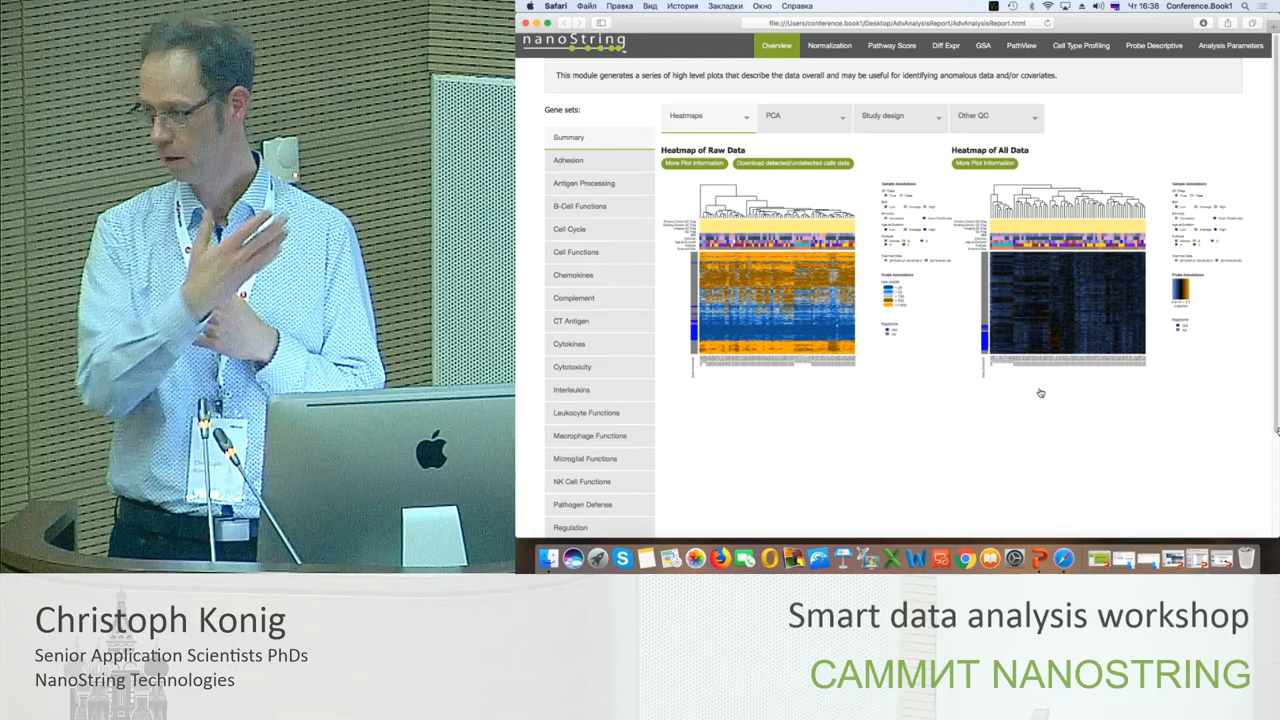 Safari Файл Правка Вид История Закладки Окно Справка
Чт 16:38 Conference.Book1
file:///Users/conference.book1/Desktop/AdvAnalysisReport/AdvAnalysisReport.html
nanoString
Overview Normalization Pathway Score Diff Expr GSA PathView Cell Type Profiling Probe Descriptive Analysis Parameters
This module generates a series of high level plots that describe the data overall and may be useful for identifying anomalous data and/or covariates.
Gene sets:
Heatmaps PCA Study design Other QC
Summary
Adhesion
Antigen Processing
B-Cell Functions
Cell Cycle
Cell Functions
Chemokines
Complement
CT Antigen
Cytokines
Cytotoxicity
Interleukins
Leukocyte Functions
Macrophage Functions
Microglial Functions
NK Cell Functions
Pathogen Defense
Regulation
Heatmap of Raw Data
More Plot Information Download detected/undetected calls data
Heatmap of All Data
More Plot Information
Christoph Konig
Senior Application Scientists PhDs
NanoString Technologies
Smart data analysis workshop
САММИТ NANOSTRING